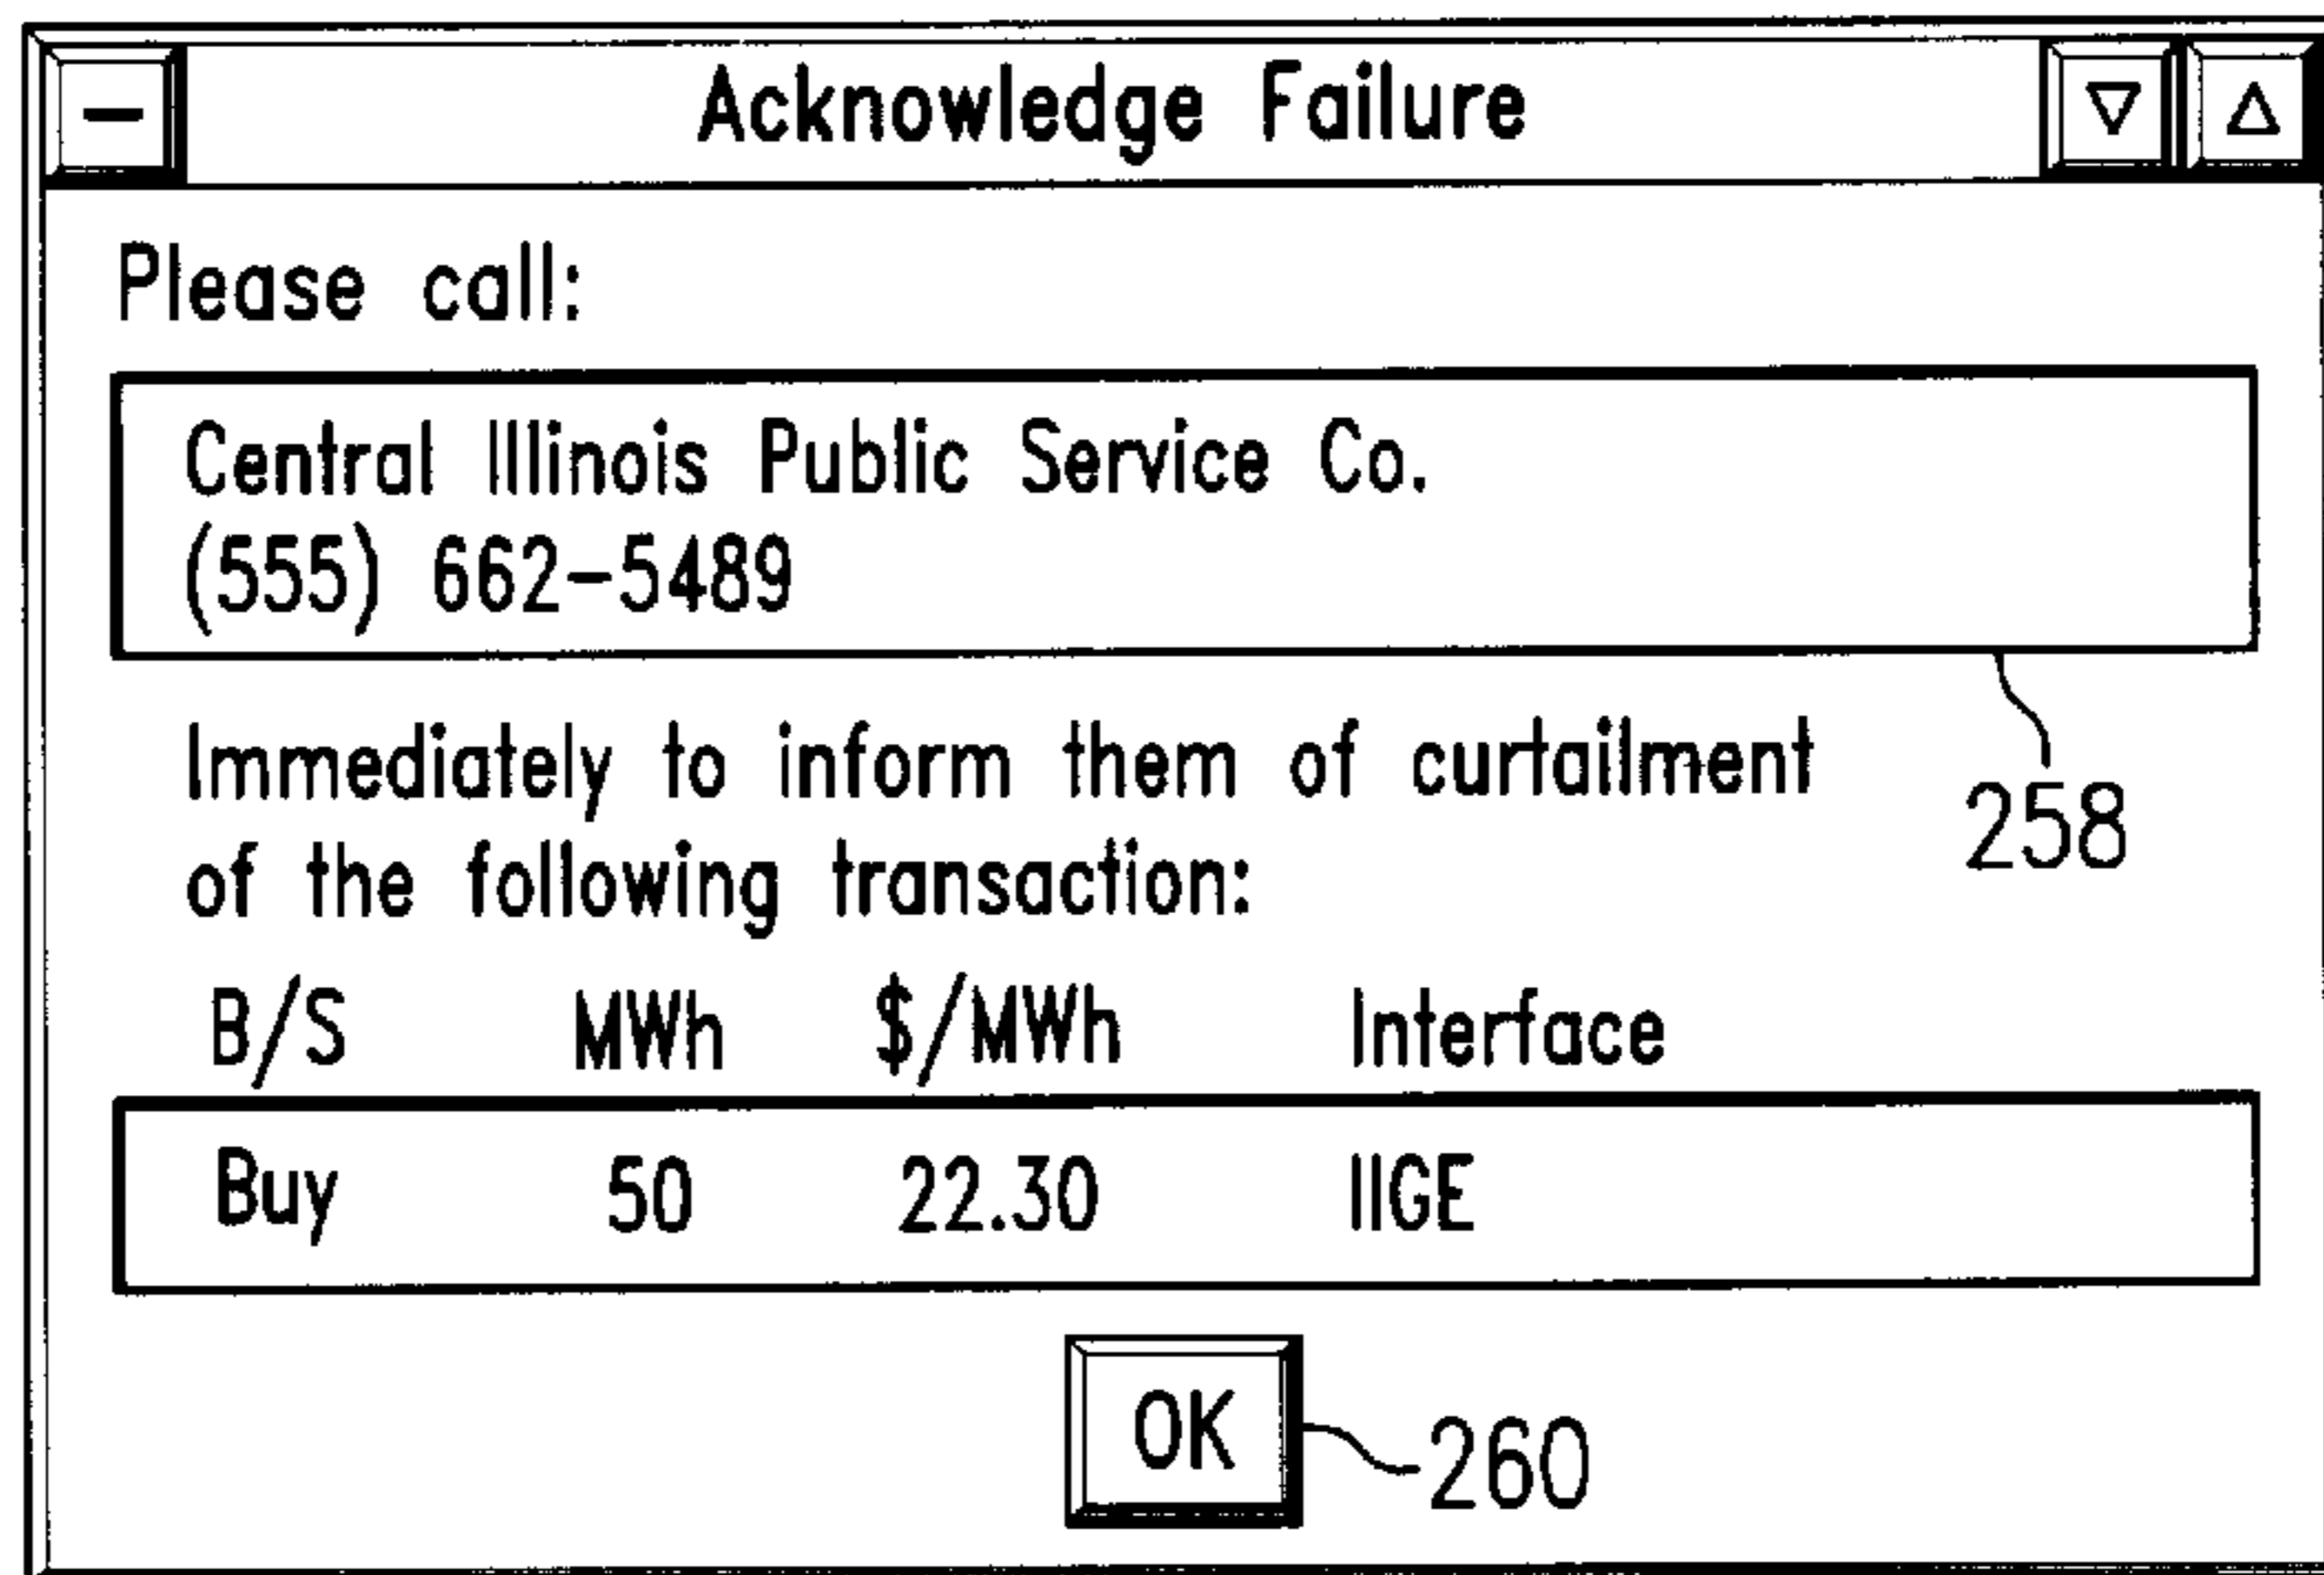 Acknowledge Failure
Please call:
Central Illinois Public Service Co.
(555) 662-5489
Immediately to inform them of curtailment
of the following transaction:
258
B/S MWh $/MWh Interface
Buy 50 22.30 IIGE
OK
260